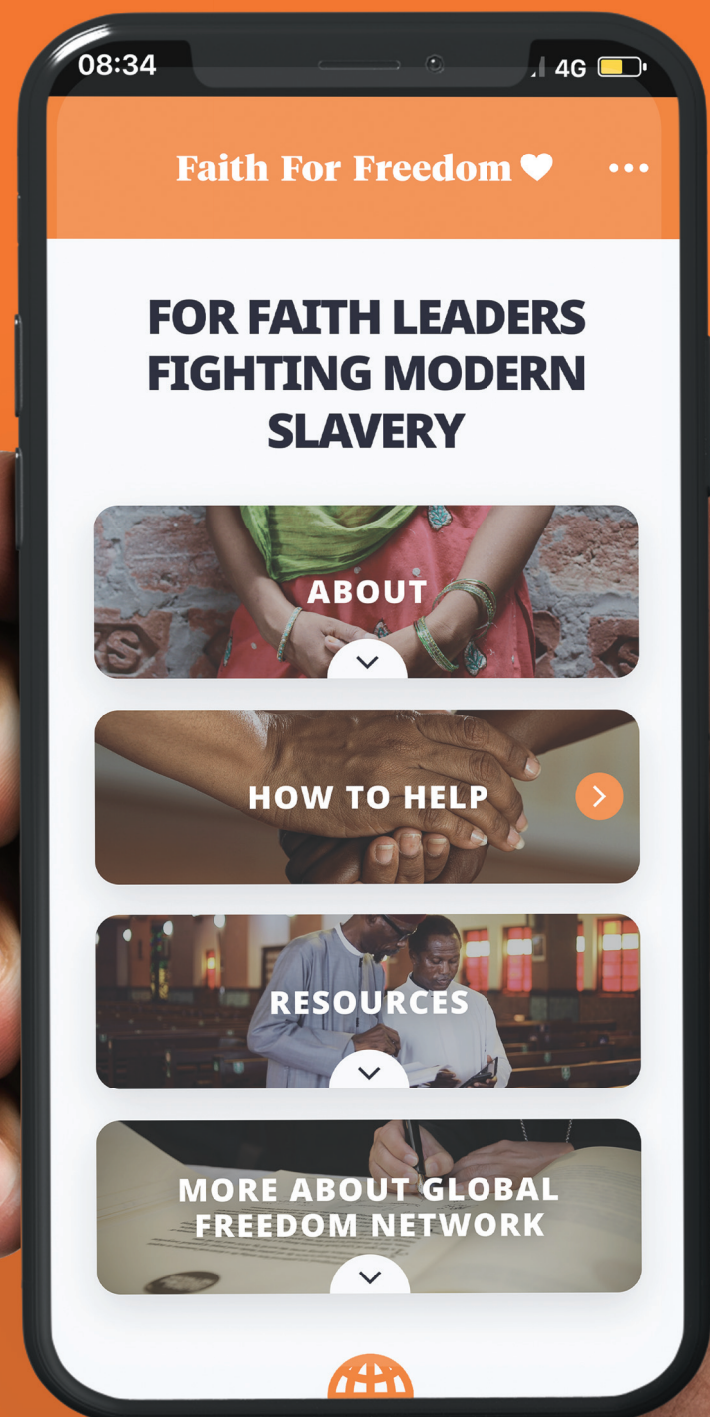 08:34
4G
Faith For Freedom
FOR FAITH LEADERS
FIGHTING MODERN
SLAVERY
ABOUT
HOW TO HELP
RESOURCES
MORE ABOUT GLOBAL
FREEDOM NETWORK